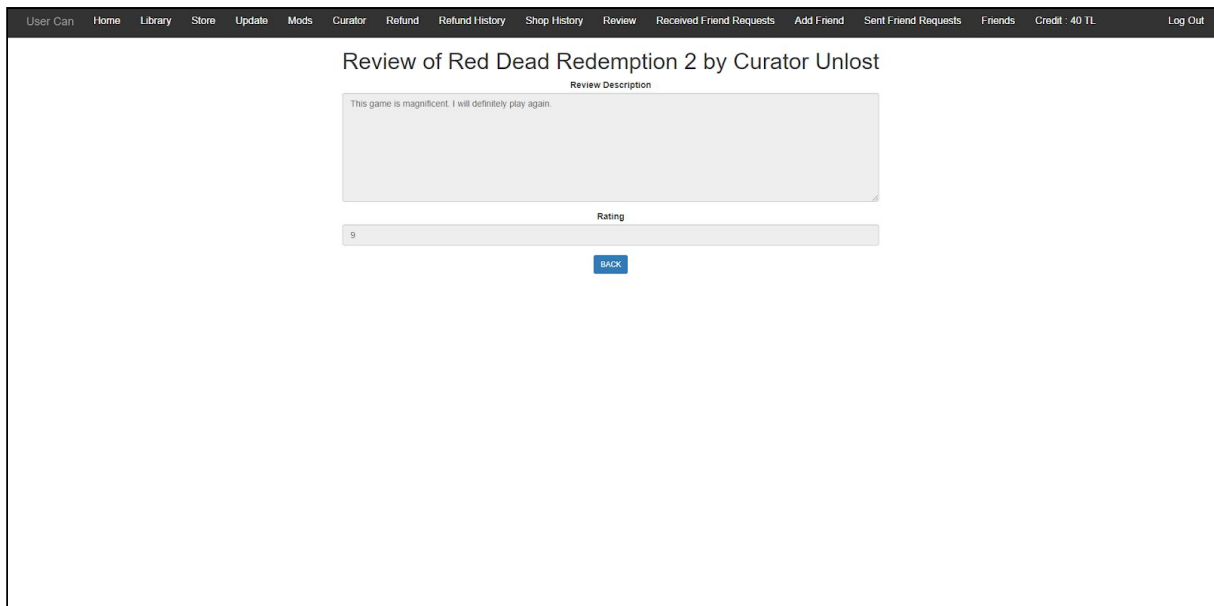 User Can Home Library Store Update Mods Curator Refund Refund History Shop History Review Received Friend Requests Add Friend Sent Friend Requests Friends Credit : 40 TL Log Out
Review of Red Dead Redemption 2 by Curator Unlost
Review Description
This game is magnificent. I will definitely play again.
Rating
9
BACK